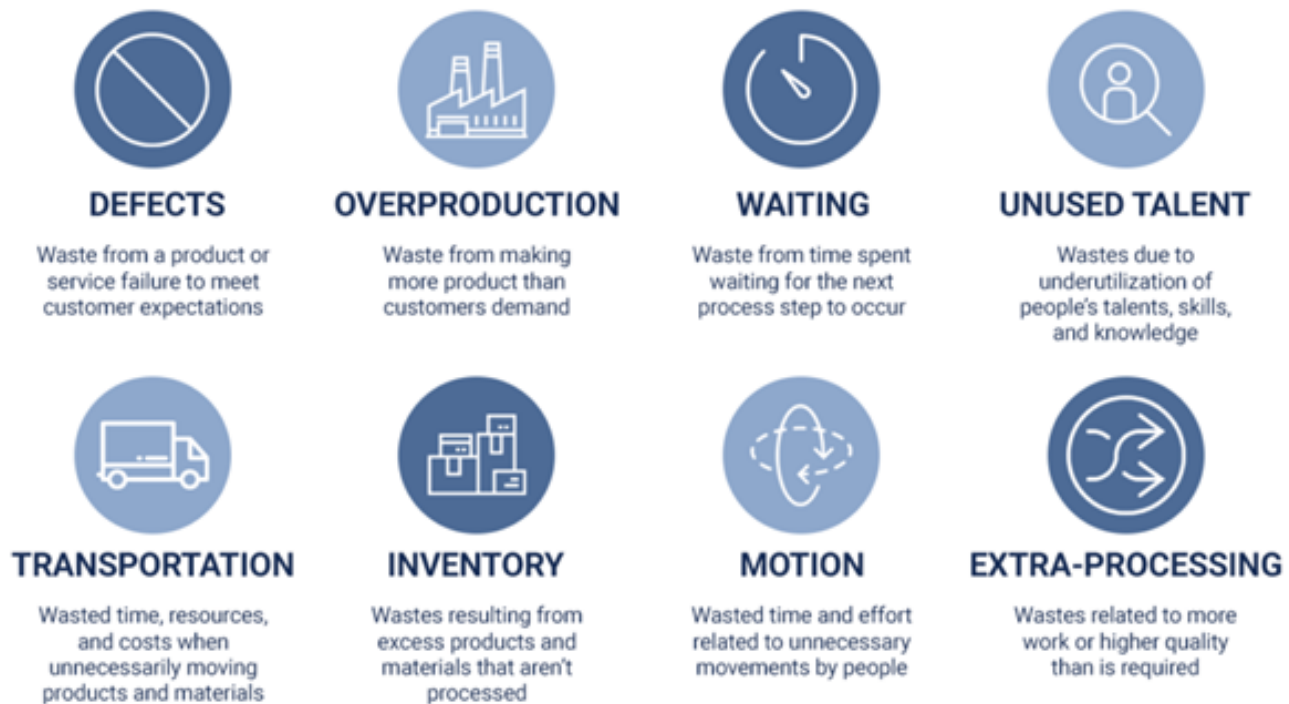 DEFECTS
Waste from a product or
service failure to meet
customer expectations
OVERPRODUCTION
Waste from making
more product than
customers demand
WAITING
Waste from time spent
waiting for the next
process step to occur
UNUSED TALENT
Wastes due to
underutilization of
people's talents, skills,
and knowledge
TRANSPORTATION
Wasted time, resources,
and costs when
unnecessarily moving
products and materials
INVENTORY
Wastes resulting from
excess products and
materials that aren't
processed
MOTION
Wasted time and effort
related to unnecessary
movements by people
EXTRA-PROCESSING
Wastes related to more
work or higher quality
than is required